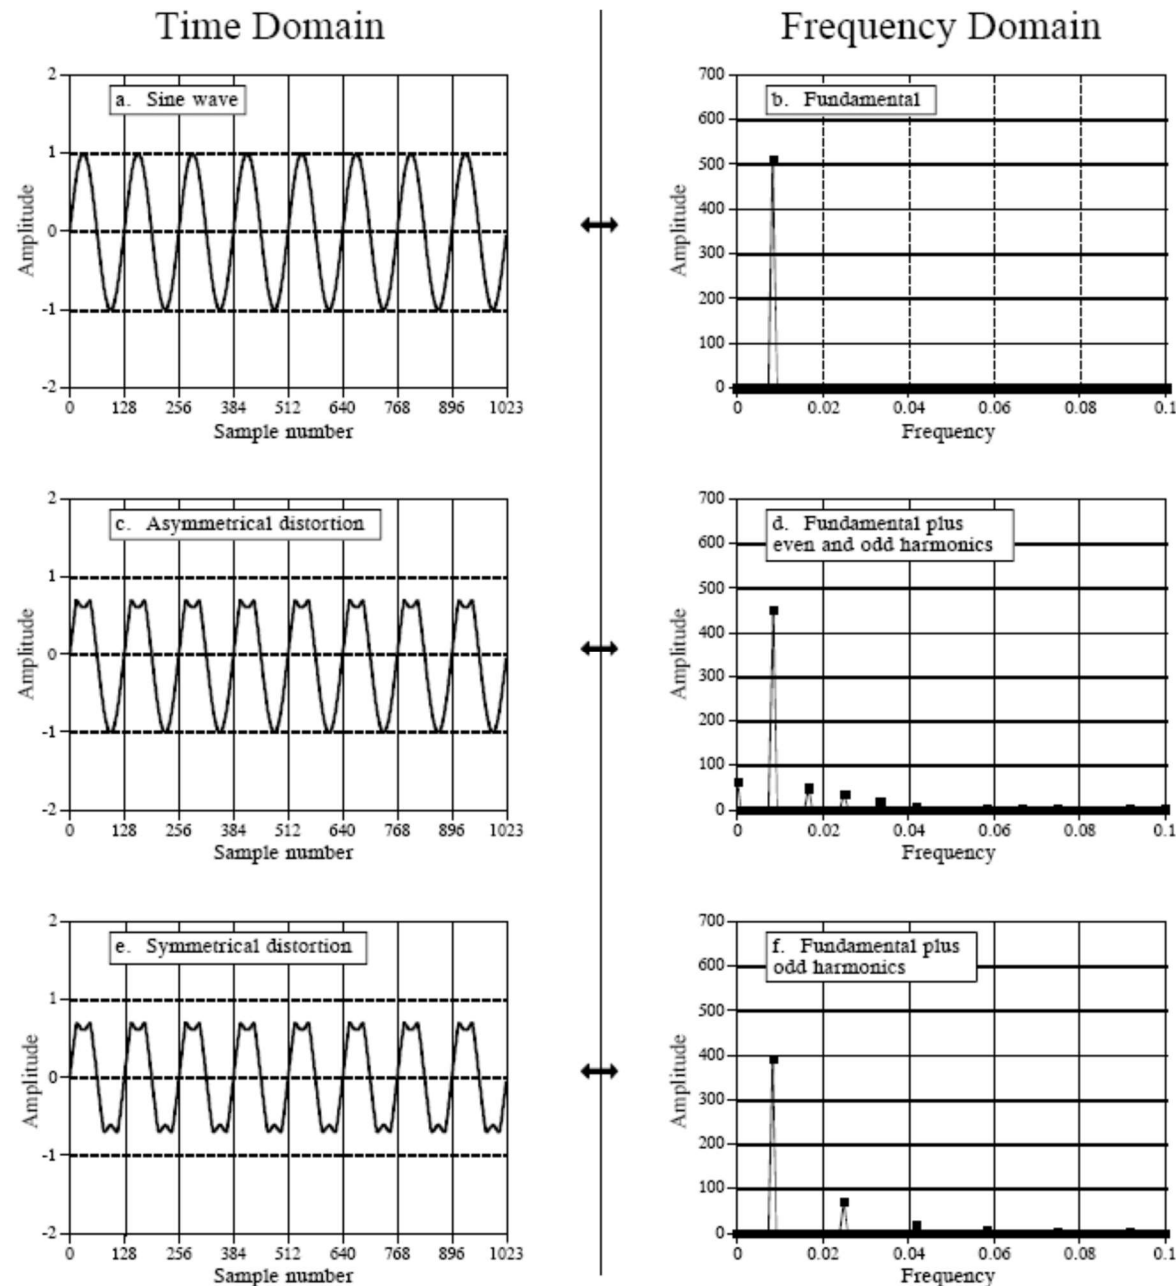 Time Domain
Frequency Domain
2
1
0
-1
-2
Amplitude
a. Sine wave
0 128 256 384 512 640 768 896 1023
Sample number
700
600
500
400
300
200
100
0
Amplitude
b. Fundamental
0 0.02 0.04 0.06 0.08 0.1
Frequency
2
1
0
-1
-2
Amplitude
c. Asymmetrical distortion
0 128 256 384 512 640 768 896 1023
Sample number
700
600
500
400
300
200
100
0
Amplitude
d. Fundamental plus
even and odd harmonics
0 0.02 0.04 0.06 0.08 0.1
Frequency
2
1
0
-1
-2
Amplitude
e. Symmetrical distortion
0 128 256 384 512 640 768 896 1023
Sample number
700
600
500
400
300
200
100
0
Amplitude
f. Fundamental plus
odd harmonics
0 0.02 0.04 0.06 0.08 0.1
Frequency